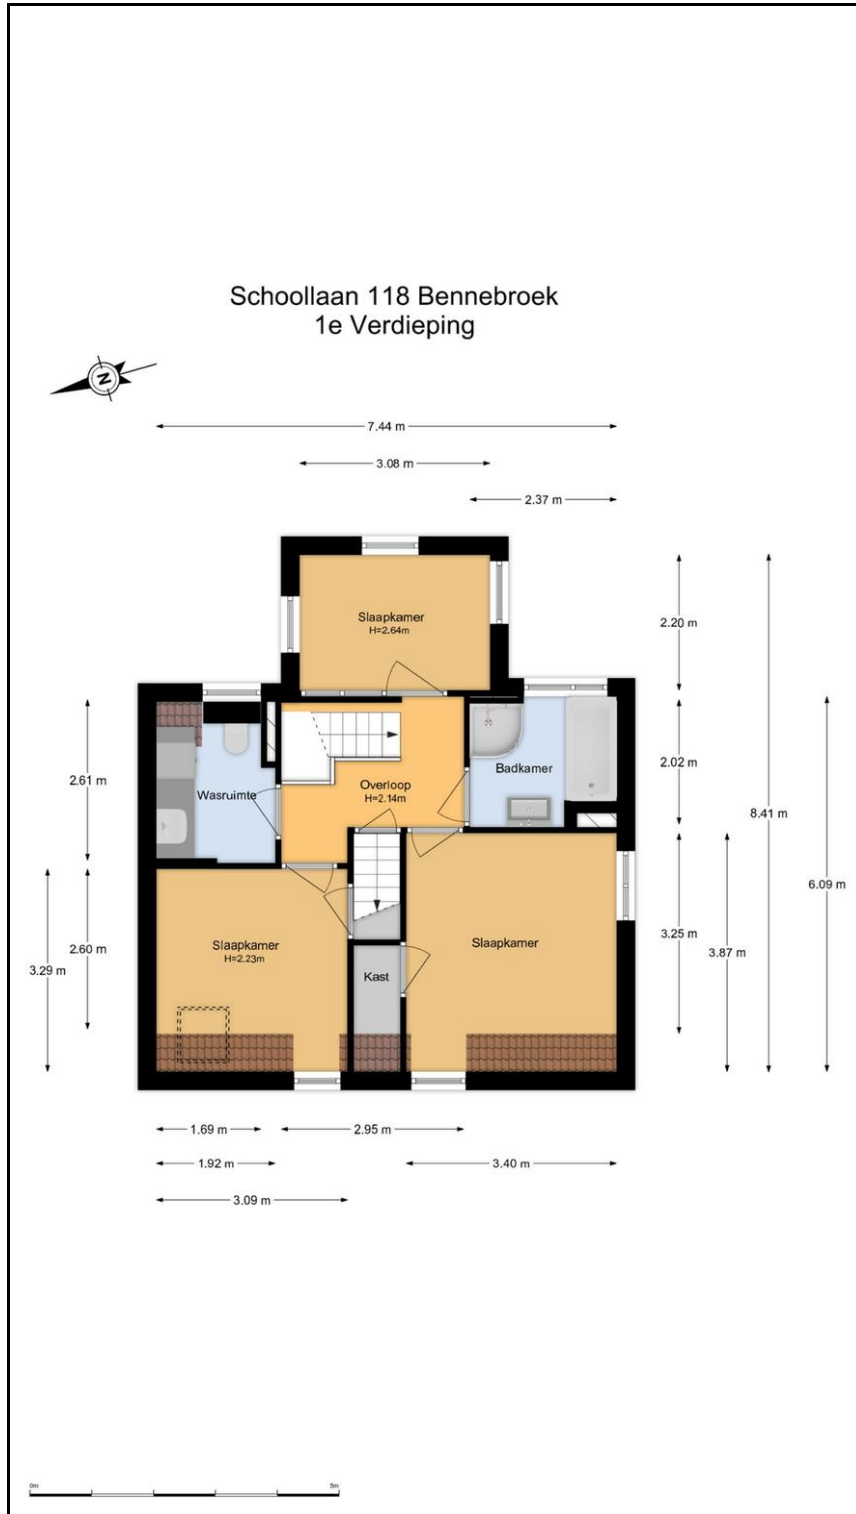 Schoollaan 118 Bennebroek
1e Verdieping
N
7.44 m
3.08 m
2.37 m
Slaapkamer
H=2.64m
2.20 m
2.61 m
Wasruimte
Overloop
H=2.14m
Badkamer
2.02 m
8.41 m
6.09 m
3.29 m
2.60 m
Slaapkamer
H=2.23m
Kast
Slaapkamer
3.25 m
3.87 m
1.69 m
2.95 m
1.92 m
3.40 m
3.09 m
0m
5m